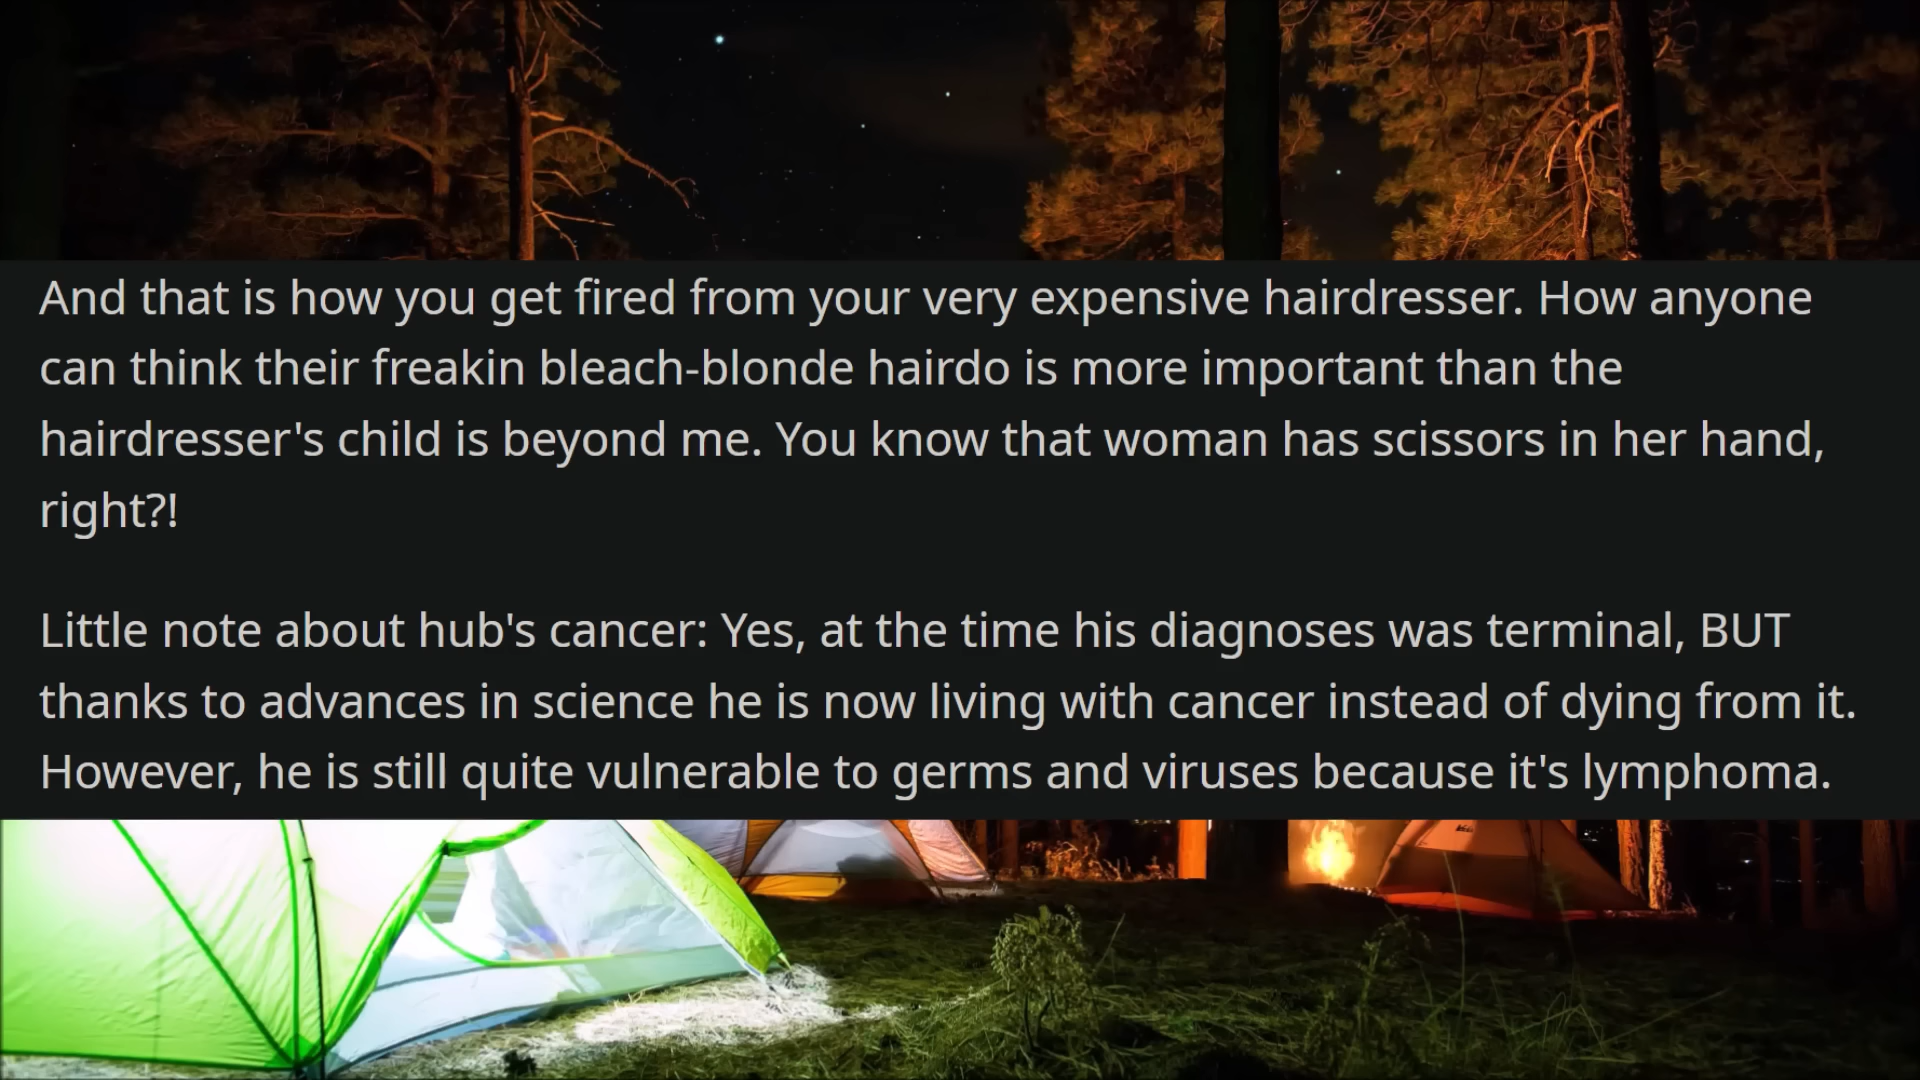 And that is how you get fired from your very expensive hairdresser. How anyone
can think their freakin bleach-blonde hairdo is more important than the
hairdresser's child is beyond me. You know that woman has scissors in her hand,
right?!
Little note about hub's cancer: Yes, at the time his diagnoses was terminal, BUT
thanks to advances in science he is now living with cancer instead of dying from it.
However, he is still quite vulnerable to germs and viruses because it's lymphoma.